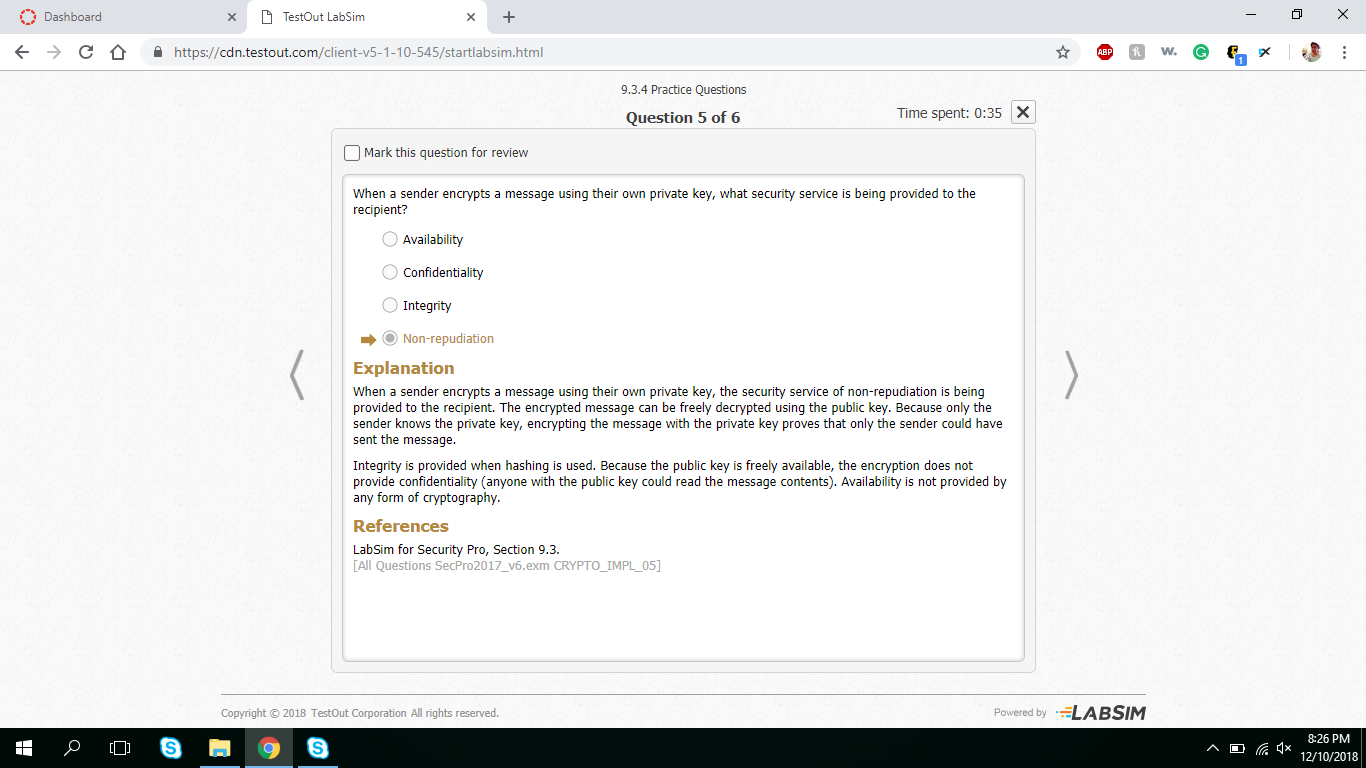 Dashboard
TestOut LabSim
https://cdn.testout.com/client-v5-1-10-545/startlabsim.html
ABP
w.
1
9.3.4 Practice Questions
Question 5 of 6
Time spent: 0:35
Mark this question for review
When a sender encrypts a message using their own private key, what security service is being provided to the
recipient?
Availability
Confidentiality
Integrity
Non-repudiation
Explanation
When a sender encrypts a message using their own private key, the security service of non-repudiation is being
provided to the recipient. The encrypted message can be freely decrypted using the public key. Because only the
sender knows the private key, encrypting the message with the private key proves that only the sender could have
sent the message.
Integrity is provided when hashing is used. Because the public key is freely available, the encryption does not
provide confidentiality (anyone with the public key could read the message contents). Availability is not provided by
any form of cryptography.
References
LabSim for Security Pro, Section 9.3.
[All Questions SecPro2017_v6.exm CRYPTO_IMPL_05]
Copyright © 2018 TestOut Corporation All rights reserved.
Powered by LABSIM
8:26 PM
12/10/2018